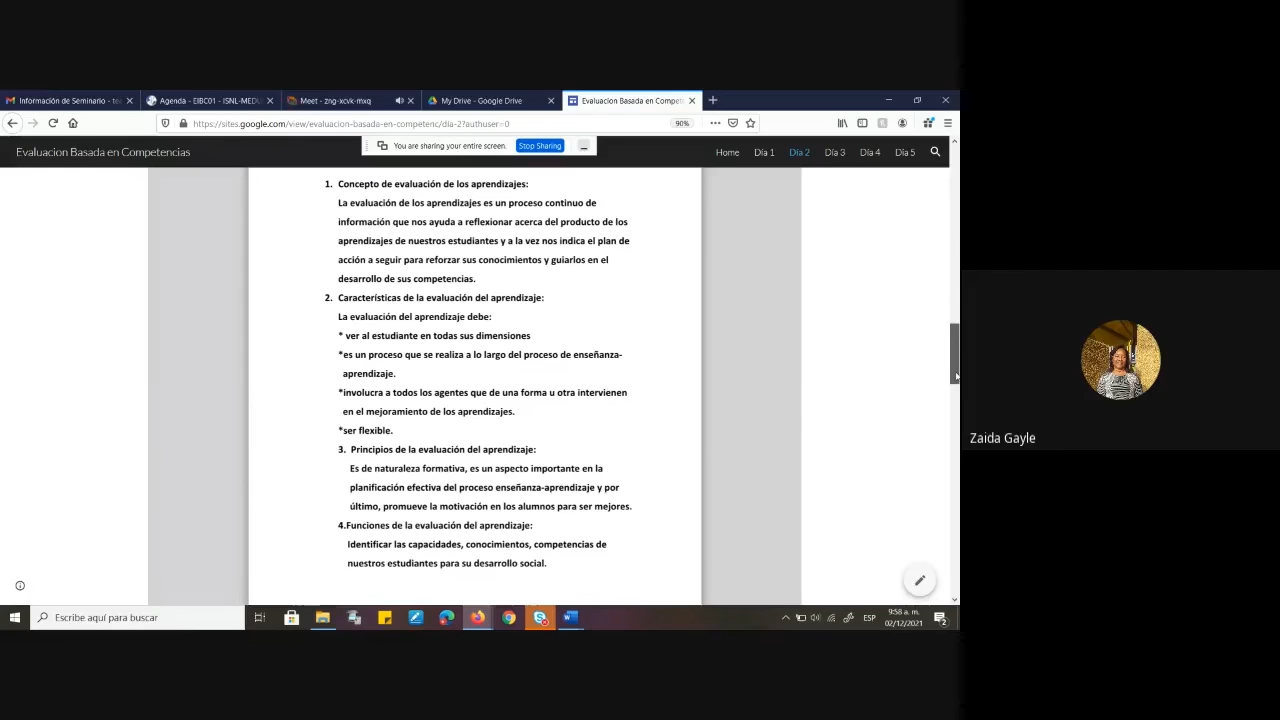 Información de Seminario - te
Agenda - EIBC01 - ISNL-MEDU
Meet - zng-xcvk-mxq
My Drive - Google Drive
Evaluacion Basada en Compete
https://sites.google.com/view/evaluacion-basada-en-competenc/día-2?authuser=0
90%
Evaluacion Basada en Competencias
You are sharing your entire screen.
Stop Sharing
Home
Día 1
Día 2
Día 3
Día 4
Día 5
1. Concepto de evaluación de los aprendizajes:
La evaluación de los aprendizajes es un proceso continuo de
información que nos ayuda a reflexionar acerca del producto de los
aprendizajes de nuestros estudiantes y a la vez nos indica el plan de
acción a seguir para reforzar sus conocimientos y guiarlos en el
desarrollo de sus competencias.
2. Características de la evaluación del aprendizaje:
La evaluación del aprendizaje debe:
* ver al estudiante en todas sus dimensiones
*es un proceso que se realiza a lo largo del proceso de enseñanza-
aprendizaje.
*involucra a todos los agentes que de una forma u otra intervienen
en el mejoramiento de los aprendizajes.
*ser flexible.
3. Principios de la evaluación del aprendizaje:
Es de naturaleza formativa, es un aspecto importante en la
planificación efectiva del proceso enseñanza-aprendizaje y por
último, promueve la motivación en los alumnos para ser mejores.
4.Funciones de la evaluación del aprendizaje:
Identificar las capacidades, conocimientos, competencias de
nuestros estudiantes para su desarrollo social.
Zaida Gayle
Escribe aquí para buscar
ESP
9:58 a. m.
02/12/2021
2